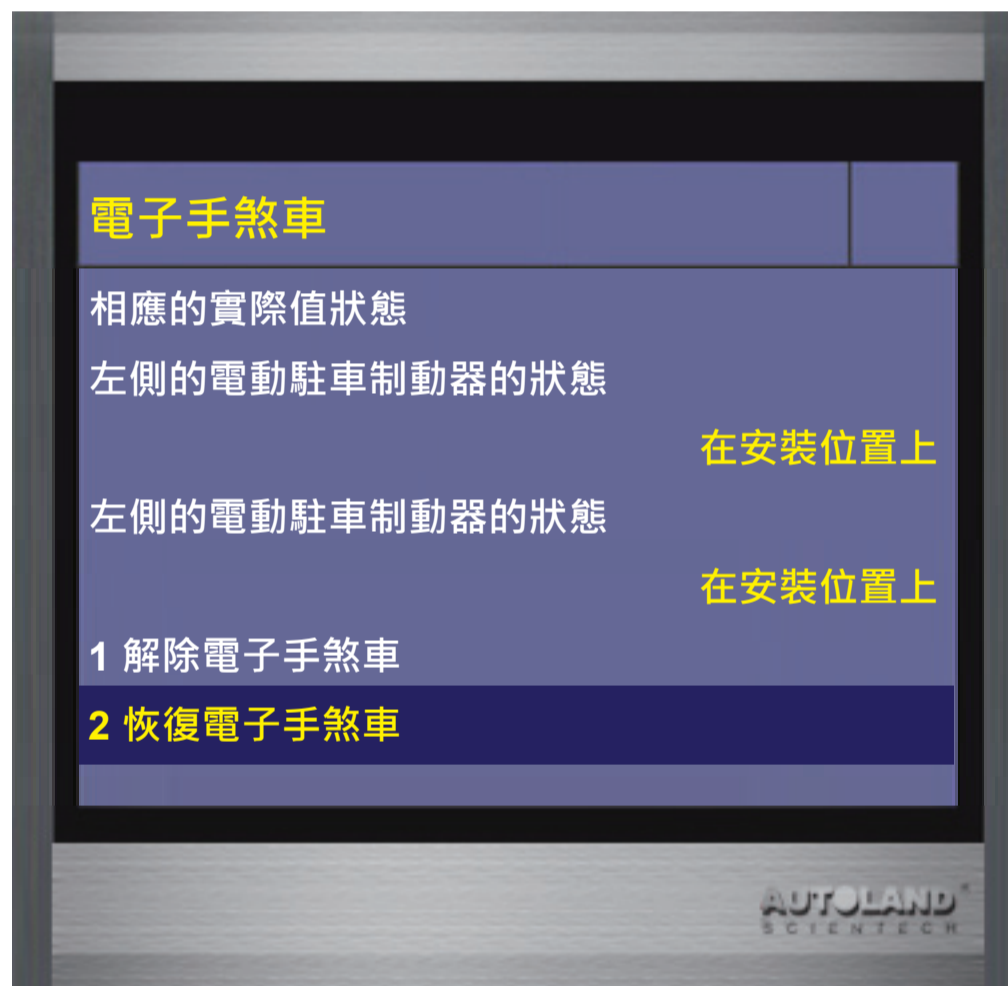 電子手煞車
相應的實際值狀態
左側的電動駐車制動器的狀態
在安裝位置上
左側的電動駐車制動器的狀態
在安裝位置上
1 解除電子手煞車
2 恢復電子手煞車
AUTOLAND
SCIENTECH